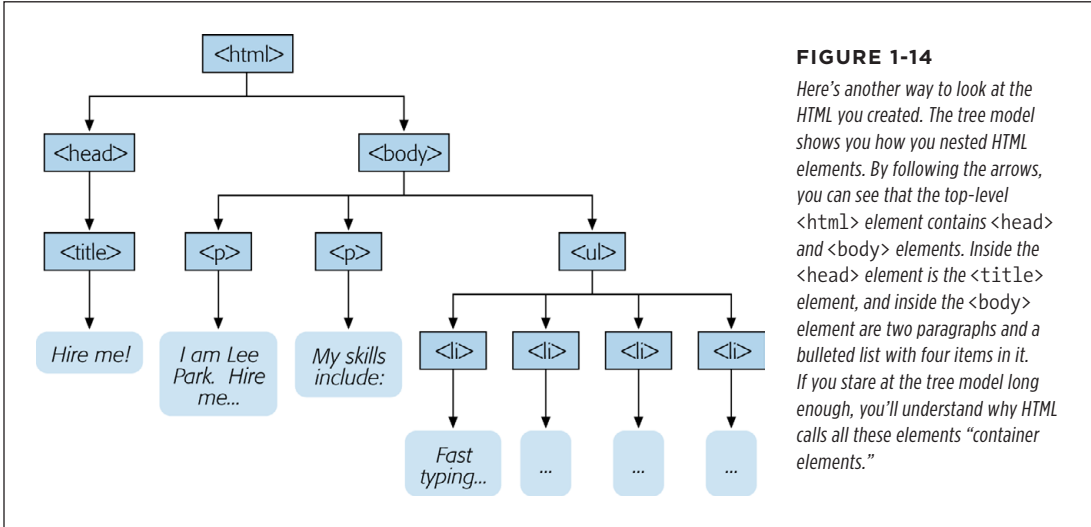 <html>
<head>
<body>
<title>
<p>
<p>
<ul>
Hire me!
I am Lee
Park. Hire
me...
My skills
include:
<li>
<li>
<li>
<li>
Fast
typing...
...
...
...
FIGURE 1-14
Here's another way to look at the
HTML you created. The tree model
shows you how you nested HTML
elements. By following the arrows,
you can see that the top-level
<html> element contains <head>
and <body> elements. Inside the
<head> element is the <title>
element, and inside the <body>
element are two paragraphs and a
bulleted list with four items in it.
If you stare at the tree model long
enough, you'll understand why HTML
calls all these elements “container
elements.”